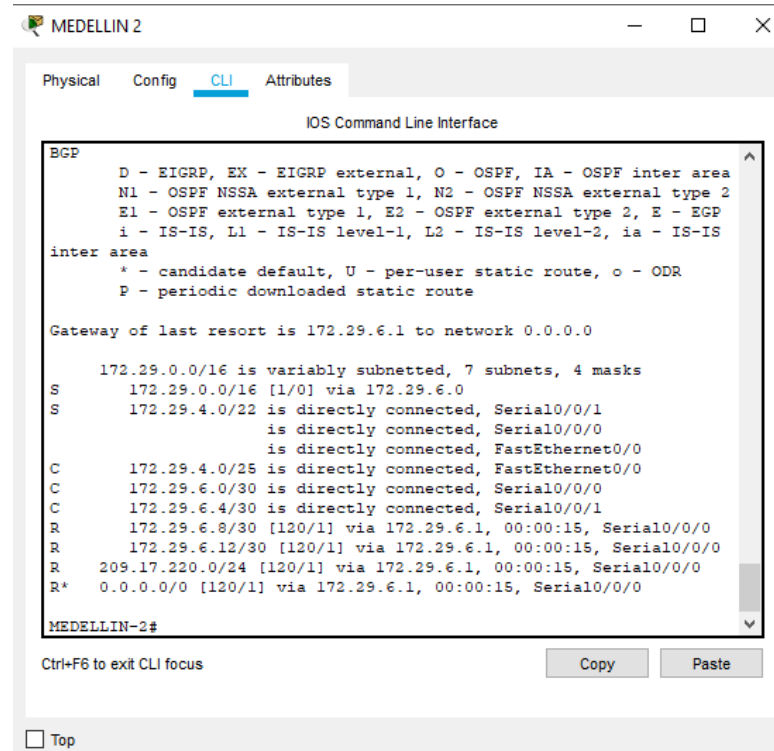 MEDELLIN 2
Physical Config CLI Attributes
IOS Command Line Interface
BGP
D - EIGRP, EX - EIGRP external, O - OSPF, IA - OSPF inter area
N1 - OSPF NSSA external type 1, N2 - OSPF NSSA external type 2
E1 - OSPF external type 1, E2 - OSPF external type 2, E - EGP
i - IS-IS, L1 - IS-IS level-1, L2 - IS-IS level-2, ia - IS-IS
inter area
* - candidate default, U - per-user static route, o - ODR
P - periodic downloaded static route
Gateway of last resort is 172.29.6.1 to network 0.0.0.0
172.29.0.0/16 is variably subnetted, 7 subnets, 4 masks
S 172.29.0.0/16 [1/0] via 172.29.6.0
S 172.29.4.0/22 is directly connected, Serial0/0/1
is directly connected, Serial0/0/0
is directly connected, FastEthernet0/0
C 172.29.4.0/25 is directly connected, FastEthernet0/0
C 172.29.6.0/30 is directly connected, Serial0/0/0
C 172.29.6.4/30 is directly connected, Serial0/0/1
R 172.29.6.8/30 [120/1] via 172.29.6.1, 00:00:15, Serial0/0/0
R 172.29.6.12/30 [120/1] via 172.29.6.1, 00:00:15, Serial0/0/0
R 209.17.220.0/24 [120/1] via 172.29.6.1, 00:00:15, Serial0/0/0
R* 0.0.0.0/0 [120/1] via 172.29.6.1, 00:00:15, Serial0/0/0
MEDELLIN-2#
Ctrl+F6 to exit CLI focus Copy Paste
Top